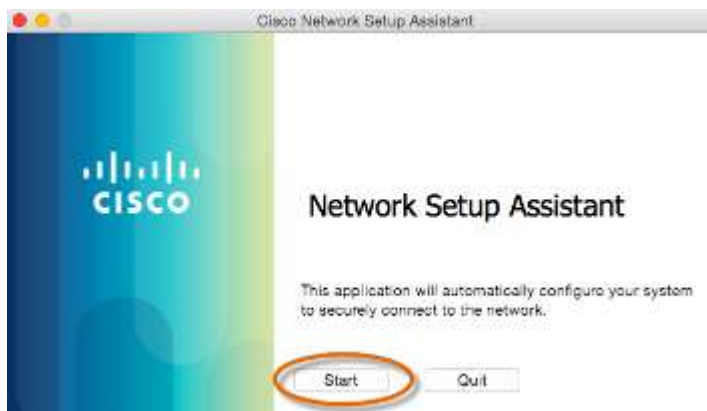 Cisco Network Setup Assistant
CISCO
Network Setup Assistant
This application will automatically configure your system
to securely connect to the network.
Start
Quit